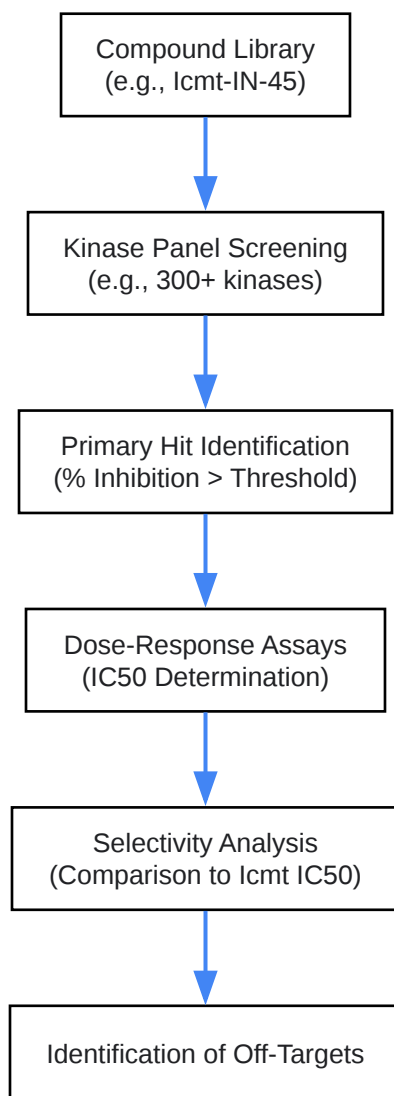 Compound Library
(e.g., Icmt-IN-45)
Kinase Panel Screening
(e.g., 300+ kinases)
Primary Hit Identification
(% Inhibition > Threshold)
Dose-Response Assays
(IC50 Determination)
Selectivity Analysis
(Comparison to Icmt IC50)
Identification of Off-Targets